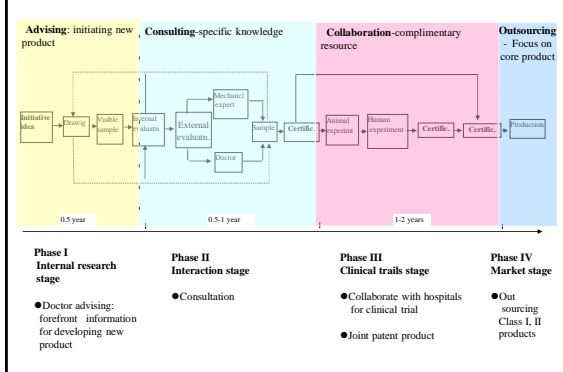 Advising: initiating new
product
Consulting-specific knowledge
Collaboration-complimentary
resource
Outsourcing
- Focus on
core product
Initiative
idea
Drawig
Visible
sample
Internal
evaluatn
External
evaluatn.
Mechancl
expert
Doctor
Sample
Certific.
Animal
experimt
Human
experiment
Certific.
Certific.
Production
0.5 year
0.5-1 year
1-2 years
Phase I
Internal research
stage
●Doctor advising:
forefront information
for developing new
product
Phase II
Interaction stage
●Consultation
Phase III
Clinical trails stage
●Collaborate with hospitals
for clinical trial
●Joint patent product
Phase IV
Market stage
●Out
sourcing
Class I, II
products